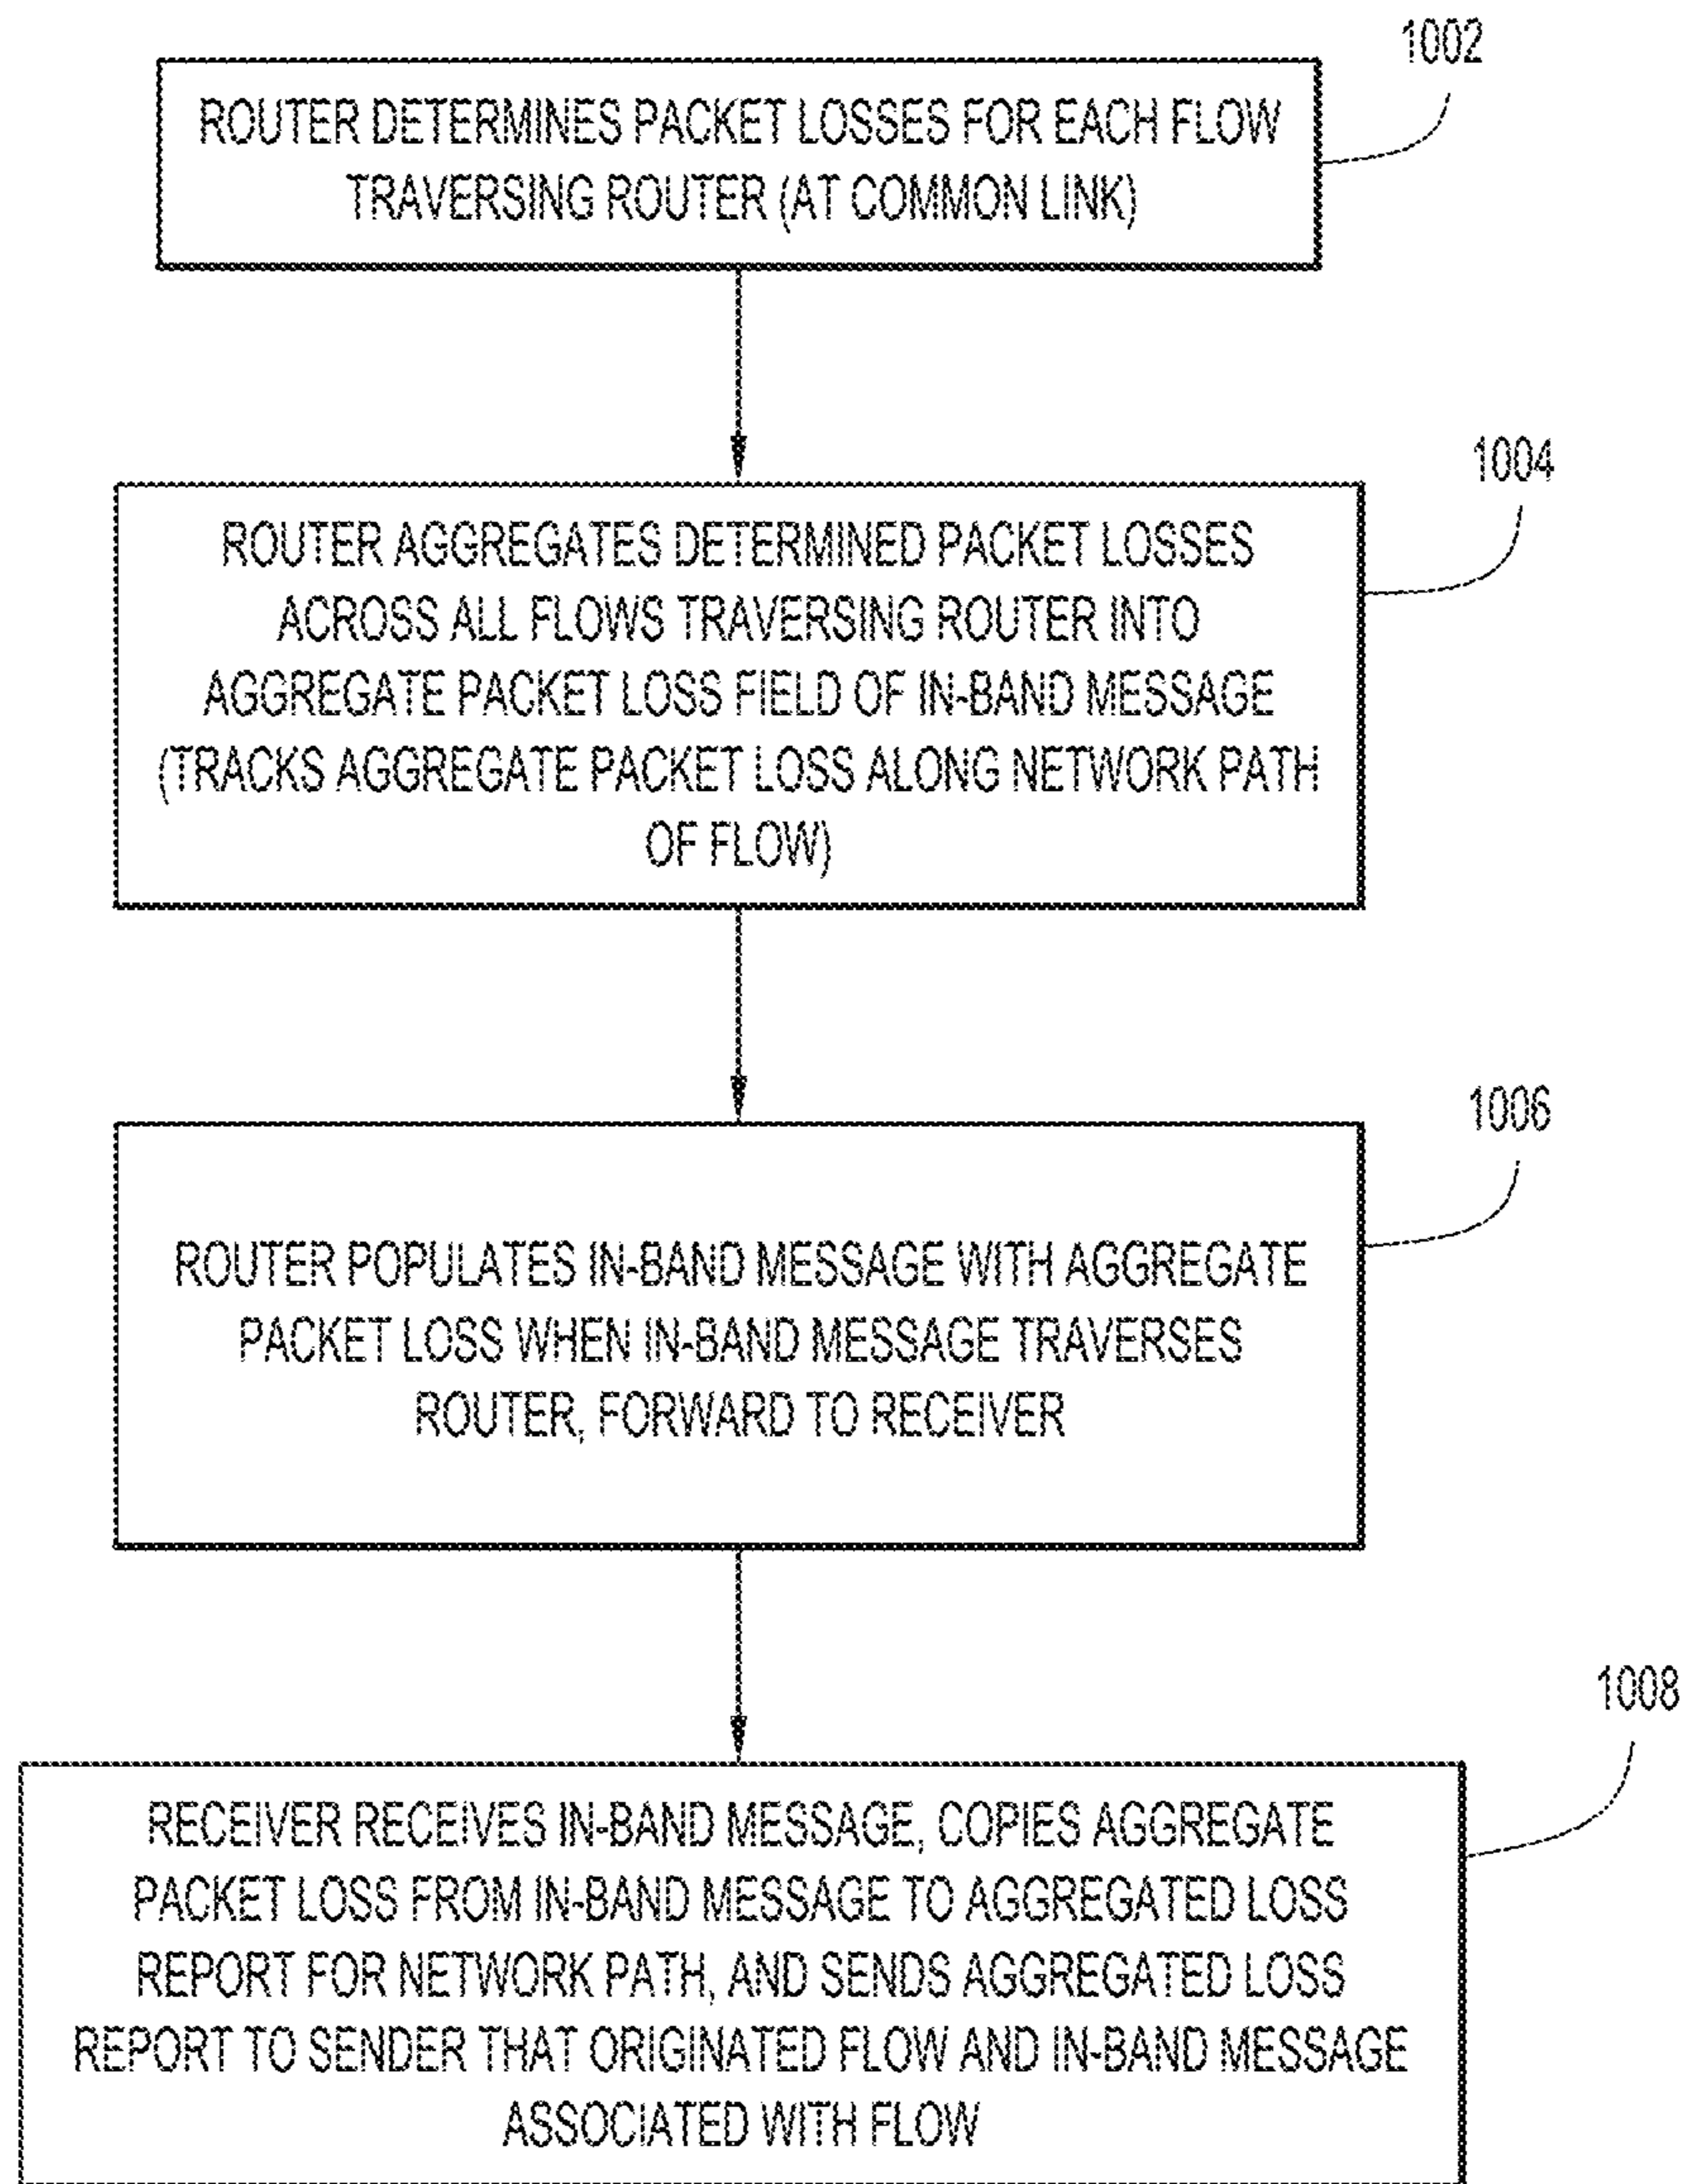 1002
ROUTER DETERMINES PACKET LOSSES FOR EACH FLOW
TRAVERSING ROUTER (AT COMMON LINK)
1004
ROUTER AGGREGATES DETERMINED PACKET LOSSES
ACROSS ALL FLOWS TRAVERSING ROUTER INTO
AGGREGATE PACKET LOSS FIELD OF IN-BAND MESSAGE
(TRACKS AGGREGATE PACKET LOSS ALONG NETWORK PATH
OF FLOW)
1006
ROUTER POPULATES IN-BAND MESSAGE WITH AGGREGATE
PACKET LOSS WHEN IN-BAND MESSAGE TRAVERSES
ROUTER, FORWARD TO RECEIVER
1008
RECEIVER RECEIVES IN-BAND MESSAGE, COPIES AGGREGATE
PACKET LOSS FROM IN-BAND MESSAGE TO AGGREGATED LOSS
REPORT FOR NETWORK PATH, AND SENDS AGGREGATED LOSS
REPORT TO SENDER THAT ORIGINATED FLOW AND IN-BAND MESSAGE
ASSOCIATED WITH FLOW